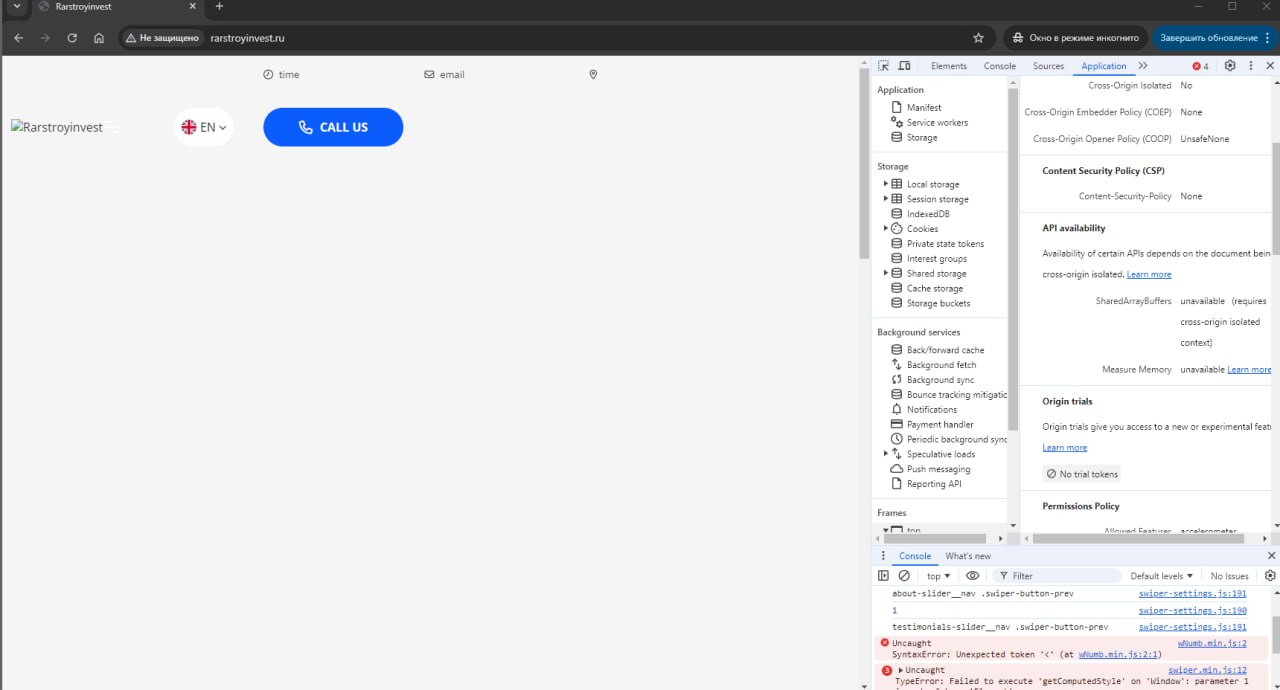 Rarstroyinvest
Не защищено
rarstroyinvest.ru
Окно в режиме инкогнито
Завершить обновление
time
email
Rarstroyinvest
EN
CALL US
Elements
Console
Sources
Application
4
Application
Manifest
Service workers
Storage
Storage
Local storage
Session storage
IndexedDB
Cookies
Private state tokens
Interest groups
Shared storage
Cache storage
Storage buckets
Background services
Back/forward cache
Background fetch
Background sync
Bounce tracking mitigatio
Notifications
Payment handler
Periodic background sync
Speculative loads
Push messaging
Reporting API
Frames
top
Cross-Origin Isolated No
Cross-Origin Embedder Policy (COEP) None
Cross-Origin Opener Policy (COOP) UnsafeNone
Content Security Policy (CSP)
Content-Security-Policy None
API availability
Availability of certain APIs depends on the document bein
cross-origin isolated. Learn more
SharedArrayBuffers unavailable (requires
cross-origin isolated
context)
Measure Memory unavailable Learn more
Origin trials
Origin trials give you access to a new or experimental feat
Learn more
No trial tokens
Permissions Policy
Allowed Features accelerometer
Console
What's new
top
Filter
Default levels
No Issues
about-slider__nav .swiper-button-prev swiper-settings.js:191
1 swiper-settings.js:190
testimonials-slider__nav .swiper-button-prev swiper-settings.js:191
Uncaught wNumb.min.js:2
SyntaxError: Unexpected token '<' (at wNumb.min.js:2:1)
3 Uncaught swiper.min.js:12
TypeError: Failed to execute 'getComputedStyle' on 'Window': parameter 1